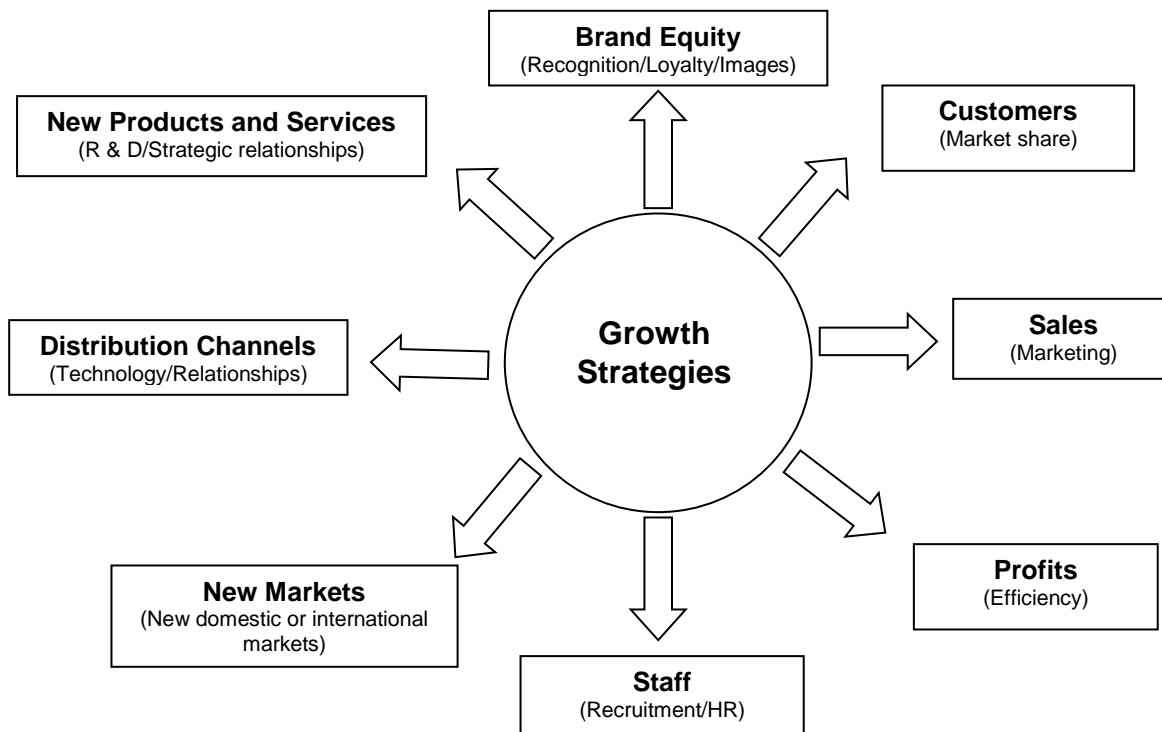 Brand Equity
(Recognition/Loyalty/Images)
New Products and Services
(R & D/Strategic relationships)
Customers
(Market share)
Growth
Strategies
Distribution Channels
(Technology/Relationships)
Sales
(Marketing)
New Markets
(New domestic or international
markets)
Profits
(Efficiency)
Staff
(Recruitment/HR)